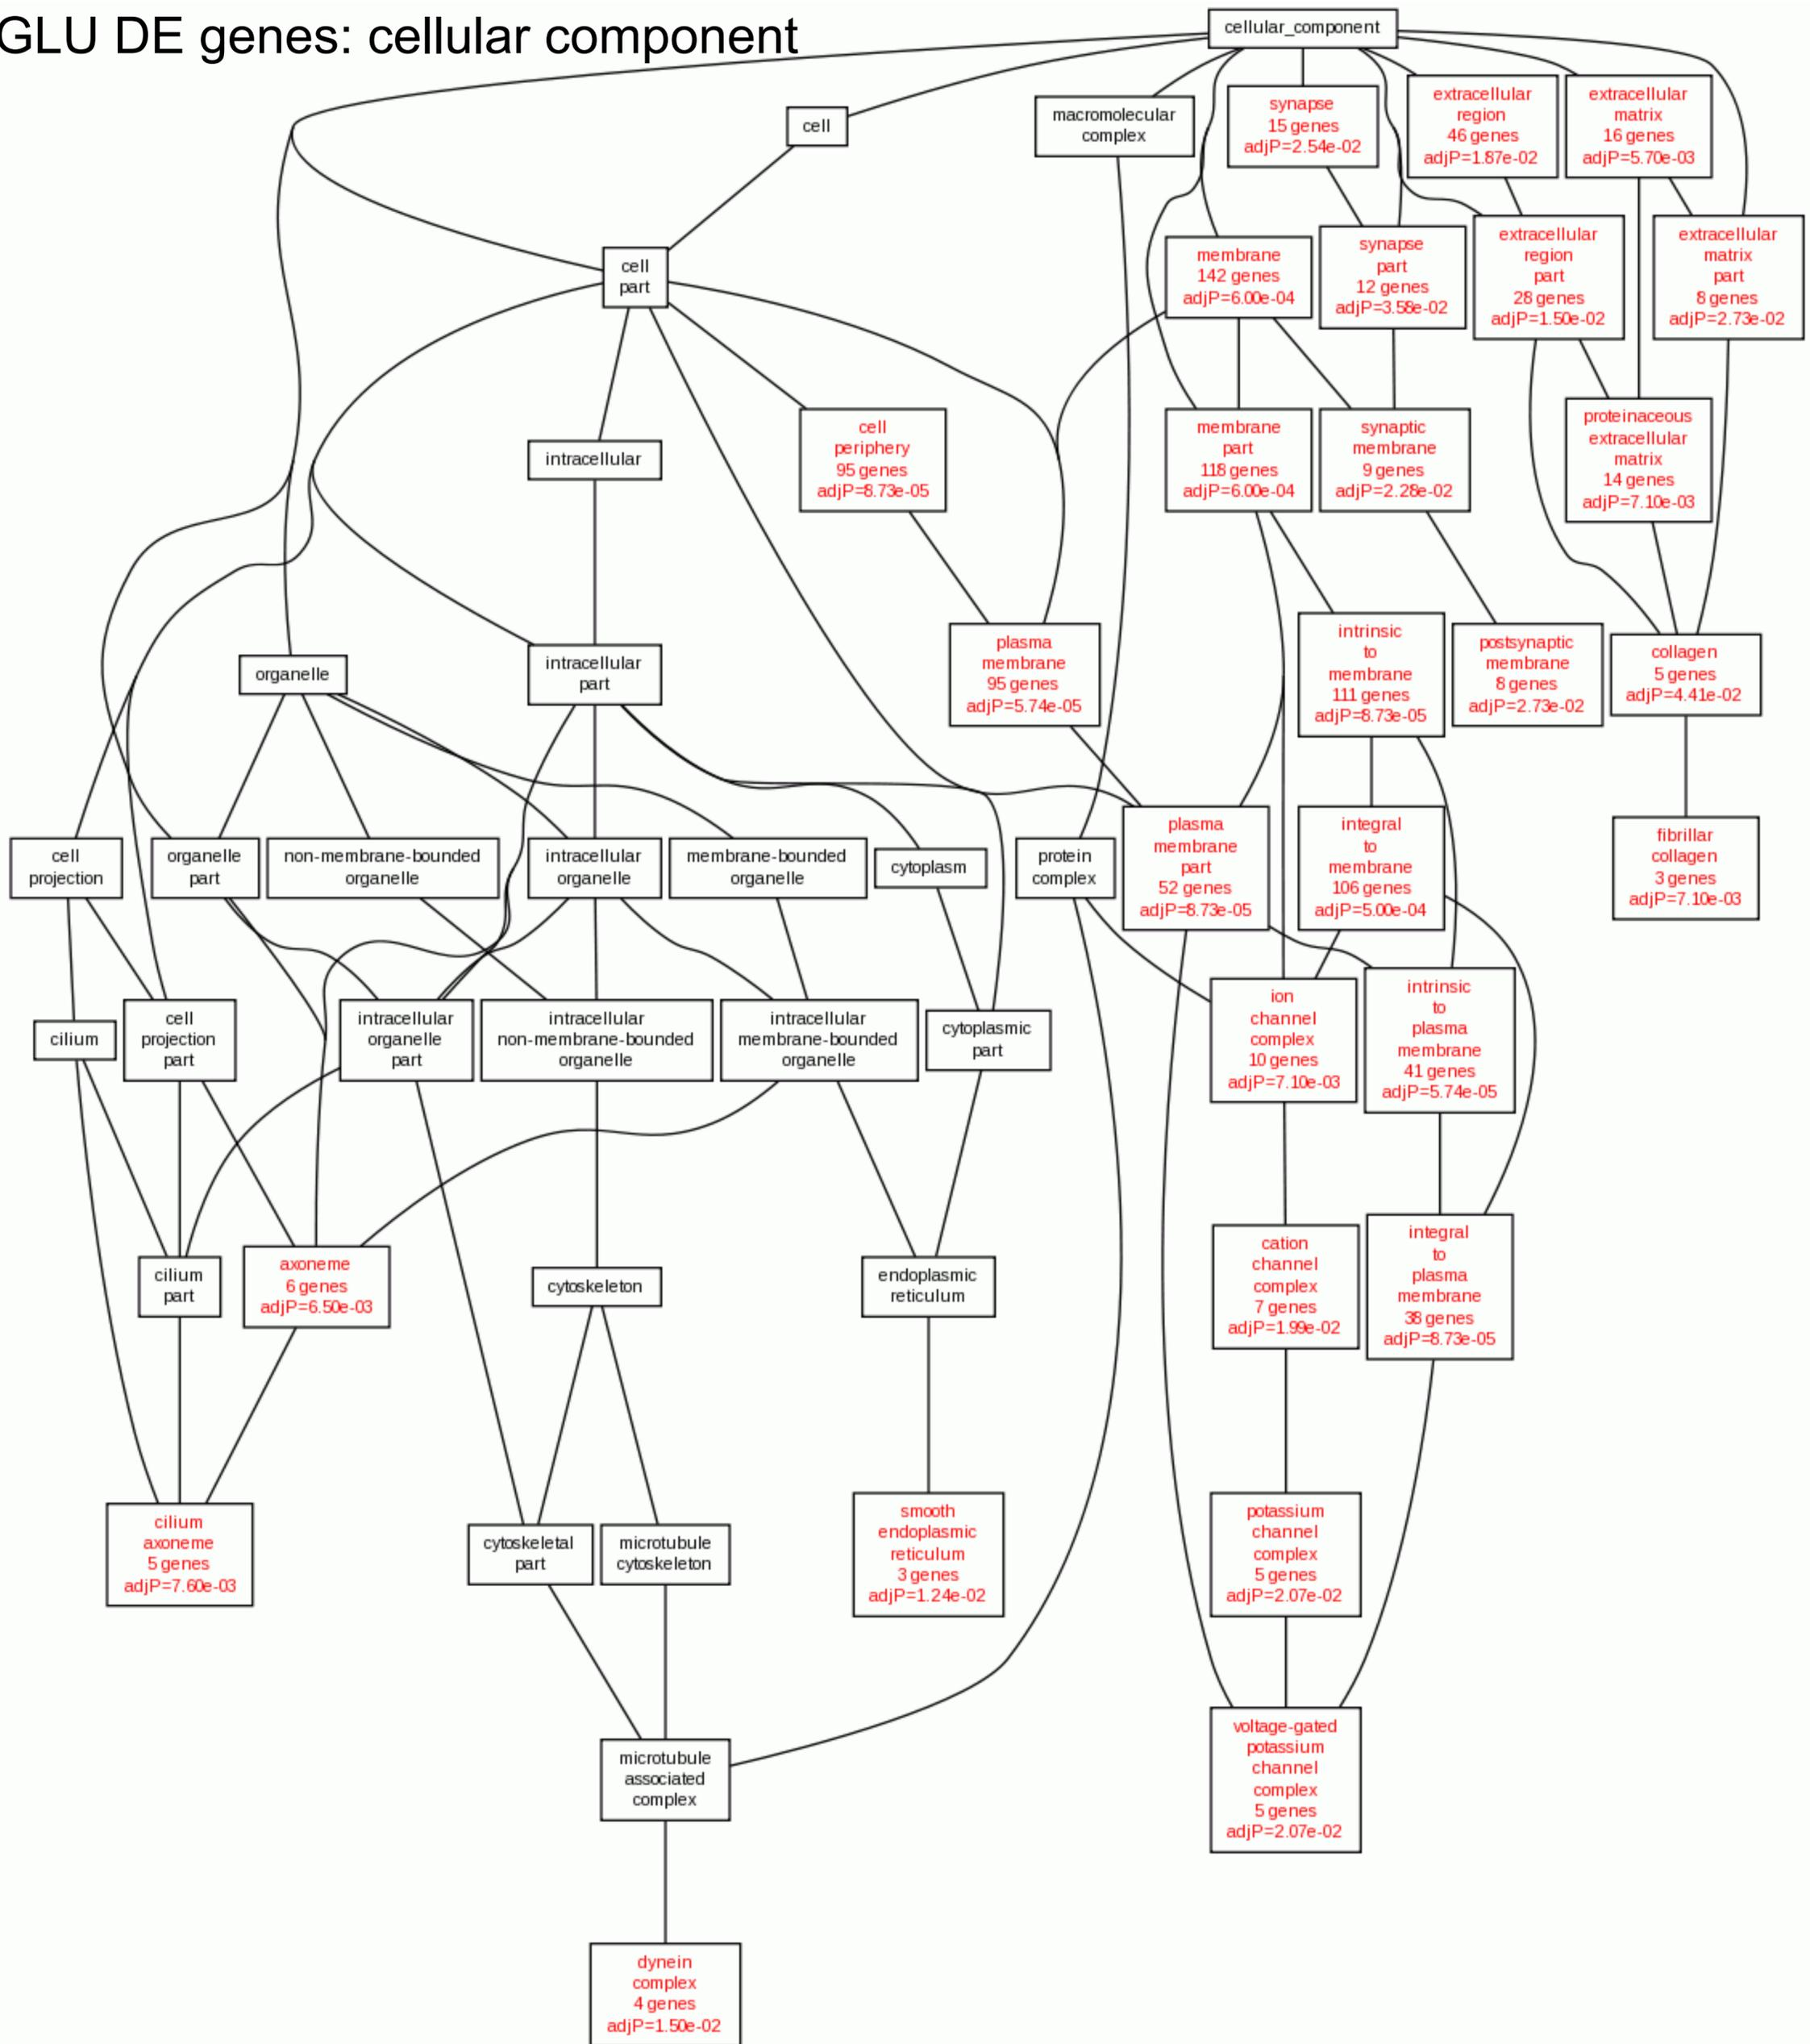 GLU DE genes: cellular component
cellular_component
cell
macromolecular
complex
synapse
15 genes
adjP=2.54e-02
extracellular
region
46 genes
adjP=1.87e-02
extracellular
matrix
16 genes
adjP=5.70e-03
cell
part
membrane
142 genes
adjP=6.00e-04
synapse
part
12 genes
adjP=3.58e-02
extracellular
region
part
28 genes
adjP=1.50e-02
extracellular
matrix
part
8 genes
adjP=2.73e-02
intracellular
cell
periphery
95 genes
adjP=8.73e-05
membrane
part
118 genes
adjP=6.00e-04
synaptic
membrane
9 genes
adjP=2.28e-02
proteinaceous
extracellular
matrix
14 genes
adjP=7.10e-03
organelle
intracellular
part
plasma
membrane
95 genes
adjP=5.74e-05
intrinsic
to
membrane
111 genes
adjP=8.73e-05
postsynaptic
membrane
8 genes
adjP=2.73e-02
collagen
5 genes
adjP=4.41e-02
cell
projection
organelle
part
non-membrane-bounded
organelle
intracellular
organelle
membrane-bounded
organelle
cytoplasm
protein
complex
plasma
membrane
part
52 genes
adjP=8.73e-05
integral
to
membrane
106 genes
adjP=5.00e-04
fibrillar
collagen
3 genes
adjP=7.10e-03
cilium
cell
projection
part
intracellular
organelle
part
intracellular
non-membrane-bounded
organelle
intracellular
membrane-bounded
organelle
cytoplasmic
part
ion
channel
complex
10 genes
adjP=7.10e-03
intrinsic
to
plasma
membrane
41 genes
adjP=5.74e-05
cilium
part
axoneme
6 genes
adjP=6.50e-03
cytoskeleton
endoplasmic
reticulum
cation
channel
complex
7 genes
adjP=1.99e-02
integral
to
plasma
membrane
38 genes
adjP=8.73e-05
cilium
axoneme
5 genes
adjP=7.60e-03
cytoskeletal
part
microtubule
cytoskeleton
smooth
endoplasmic
reticulum
3 genes
adjP=1.24e-02
potassium
channel
complex
5 genes
adjP=2.07e-02
microtubule
associated
complex
voltage-gated
potassium
channel
complex
5 genes
adjP=2.07e-02
dynein
complex
4 genes
adjP=1.50e-02